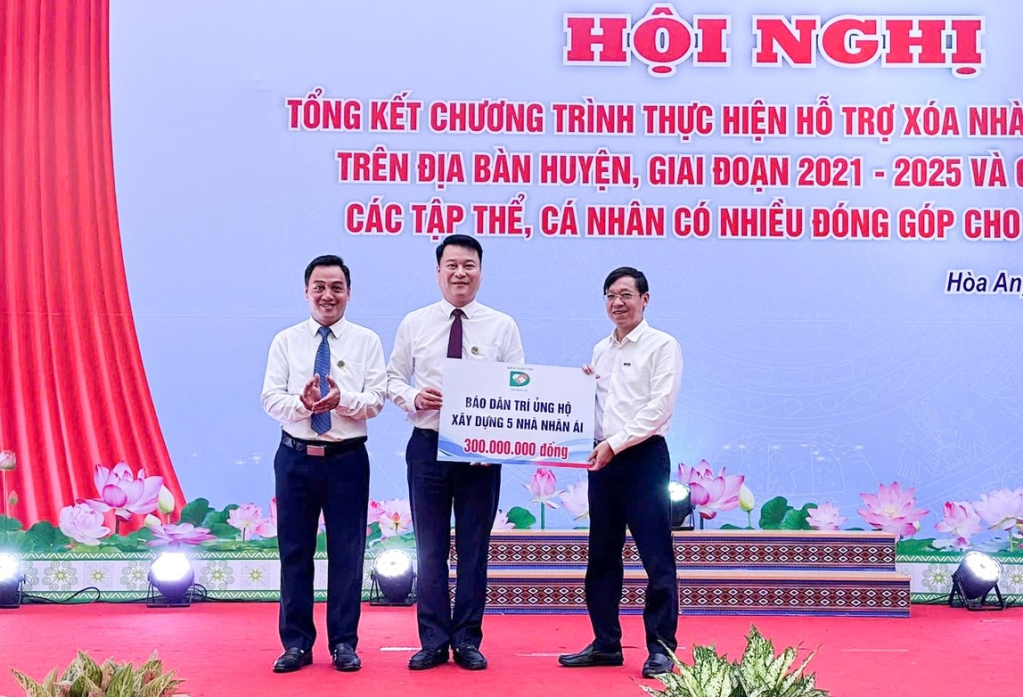 HỘI NGHỊ
TỔNG KẾT CHƯƠNG TRÌNH THỰC HIỆN HỖ TRỢ XÓA NHÀ
TRÊN ĐỊA BÀN HUYỆN, GIAI ĐOẠN 2021 - 2025 VÀ
CÁC TẬP THỂ, CÁ NHÂN CÓ NHIỀU ĐÓNG GÓP CHO
Hòa An,
BÁO DÂN TRÍ ỦNG HỘ
XÂY DỰNG 5 NHÀ NHÂN ÁI
300.000.000 đồng